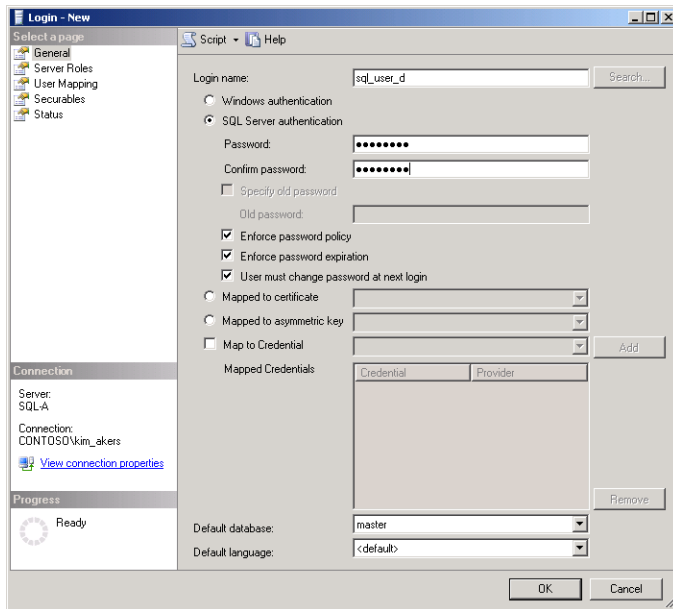 Login - New
Select a page
General
Server Roles
User Mapping
Securables
Status
Script Help
Login name: sql_user_d Search...
Windows authentication
SQL Server authentication
Password: ●●●●●●●●
Confirm password: ●●●●●●●●
Specify old password
Old password:
Enforce password policy
Enforce password expiration
User must change password at next login
Mapped to certificate
Mapped to asymmetric key
Map to Credential Add
Mapped Credentials Credential Provider
Remove
Default database: master
Default language: <default>
Connection
Server:
SQL-A
Connection:
CONTOSO\kim_akers
View connection properties
Progress
Ready
OK Cancel